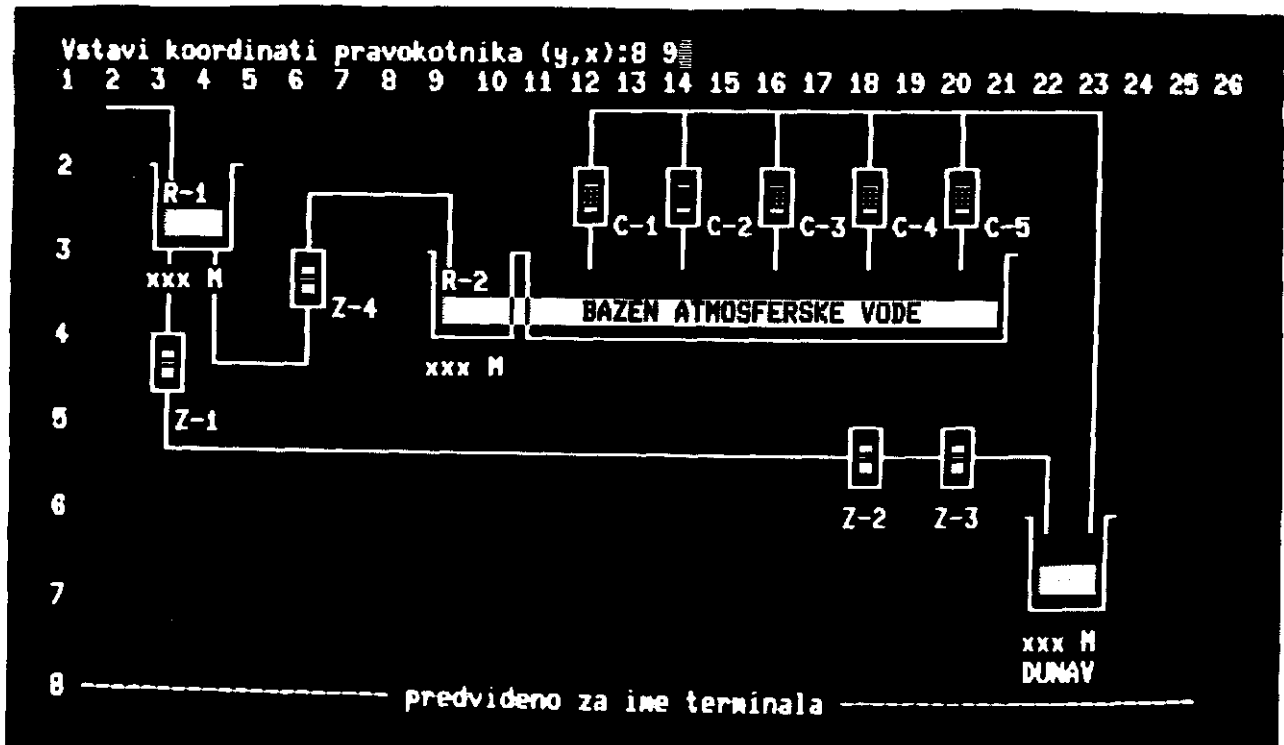 Vstavi koordinati pravokotnika (y,x):8 9
1 2 3 4 5 6 7 8 9 10 11 12 13 14 15 16 17 18 19 20 21 22 23 24 25 26
2
R-1
C-1 C-2 C-3 C-4 C-5
3
xxx M
R-2
Z-4
BAZEN ATMOSFERSKE VODE
4
xxx M
5
Z-1
6
Z-2 Z-3
7
xxx M
DUNAV
8 predvideno za ime terminala